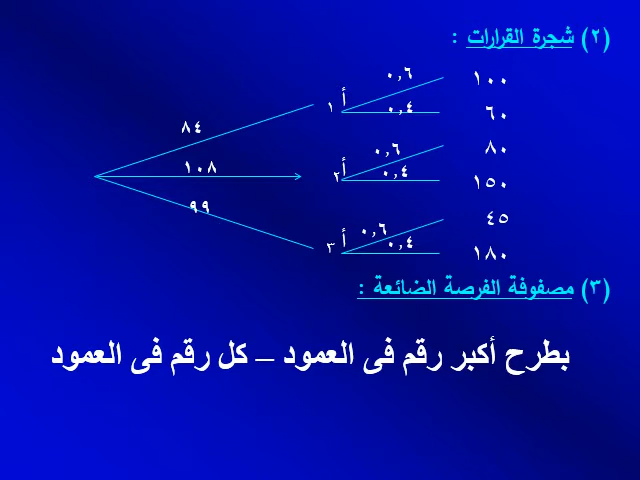 (٢) شجرة القرارات :
٠,٦
١٠٠
أ ١
٠,٤
٦٠
٨٤
٠,٦
٨٠
١٠٨
أ ٢
٠,٤
١٥٠
٩٩
٠,٦
٤٥
أ ٣
٠,٤
١٨٠
(٣) مصفوفة الفرصة الضائعة :
بطرح أكبر رقم فى العمود – كل رقم فى العمود